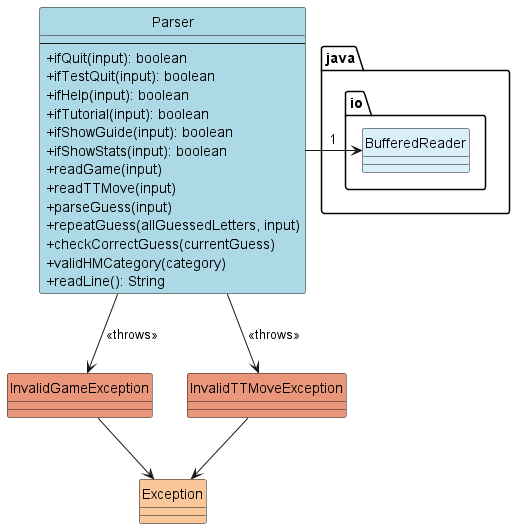 Parser
+ifQuit(input): boolean
+ifTestQuit(input): boolean
+ifHelp(input): boolean
+ifTutorial(input): boolean
+ifShowGuide(input): boolean
+ifShowStats(input): boolean
+readGame(input)
+readTTMove(input)
+parseGuess(input)
+repeatGuess(allGuessedLetters, input)
+checkCorrectGuess(currentGuess)
+validHMCategory(category)
+readLine(): String
java
io
1
BufferedReader
«throws»
«throws»
InvalidGameException
InvalidTTMoveException
Exception